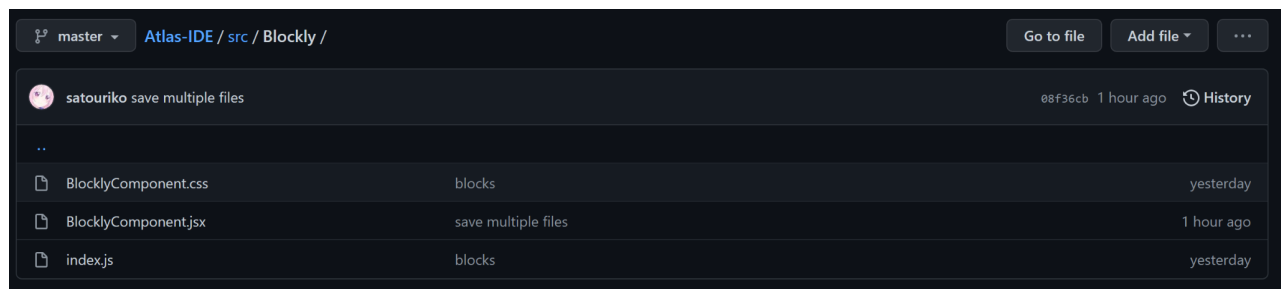 master Atlas-IDE / src / Blockly / Go to file Add file ...
satouriko save multiple files 08f36cb 1 hour ago History
..
BlocklyComponent.css blocks yesterday
BlocklyComponent.jsx save multiple files 1 hour ago
index.js blocks yesterday